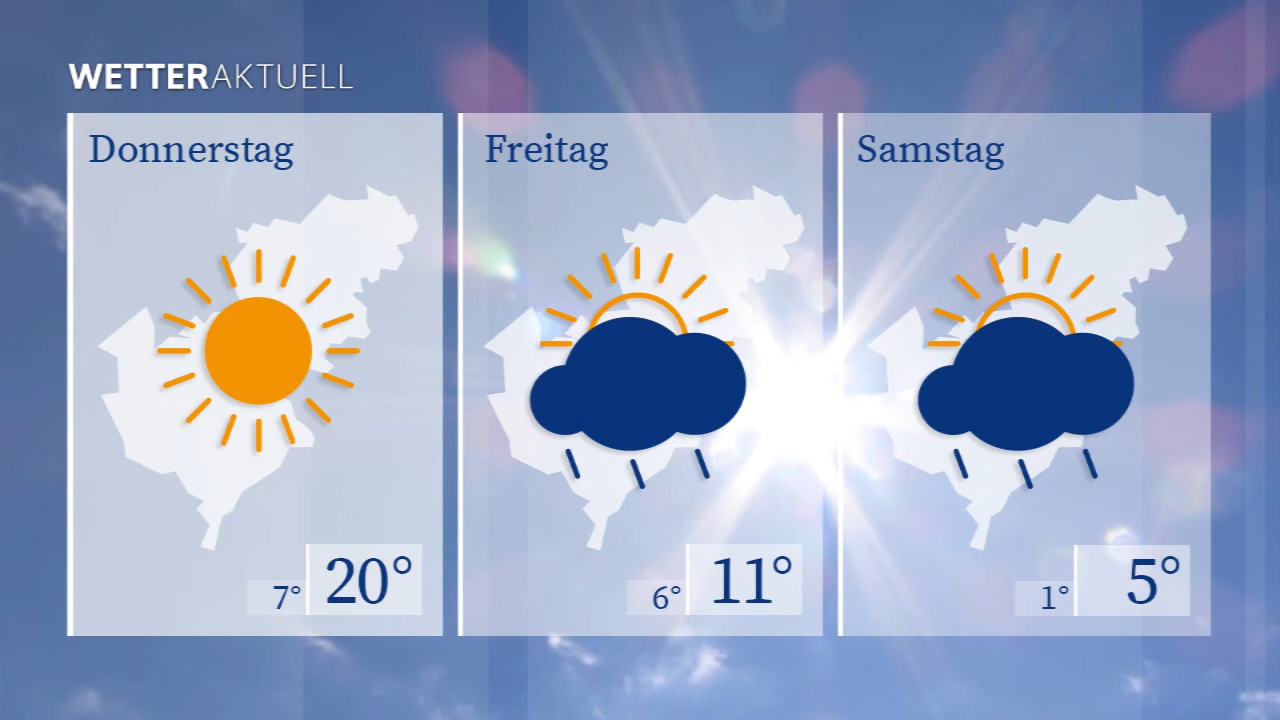 WETTERAKTUELL
Donnerstag
7° 20°
Freitag
6° 11°
Samstag
1° 5°